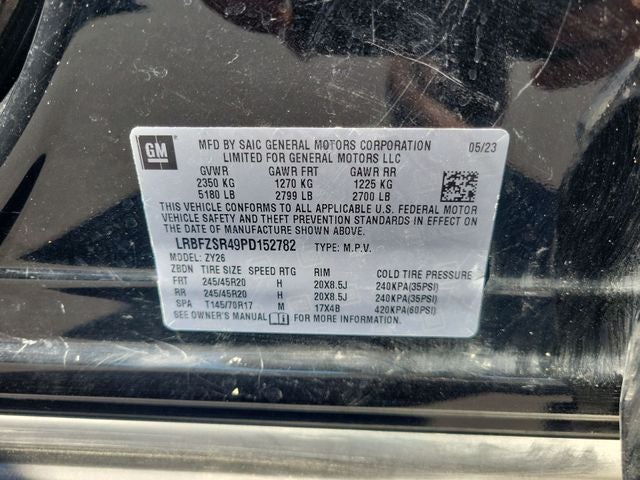 GM
MFD BY SAIC GENERAL MOTORS CORPORATION 05/23
LIMITED FOR GENERAL MOTORS LLC
GVWR GAWR FRT GAWR RR
2350 KG 1270 KG 1225 KG
5180 LB 2799 LB 2700 LB
THIS VEHICLE CONFORMS TO ALL APPLICABLE U.S. FEDERAL MOTOR
VEHICLE SAFETY AND THEFT PREVENTION STANDARDS IN EFFECT ON
THE DATE OF MANUFACTURE SHOWN ABOVE.
LRBFZSR49PD152782 TYPE: M.P.V.
MODEL: ZY26
ZBDN TIRE SIZE SPEED RTG RIM COLD TIRE PRESSURE
FRT 245/45R20 H 20X8.5J 240KPA(35PSI)
RR 245/45R20 H 20X8.5J 240KPA(35PSI)
SPA T145/70R17 M 17X4B 420KPA(60PSI)
SEE OWNER'S MANUAL FOR MORE INFORMATION.